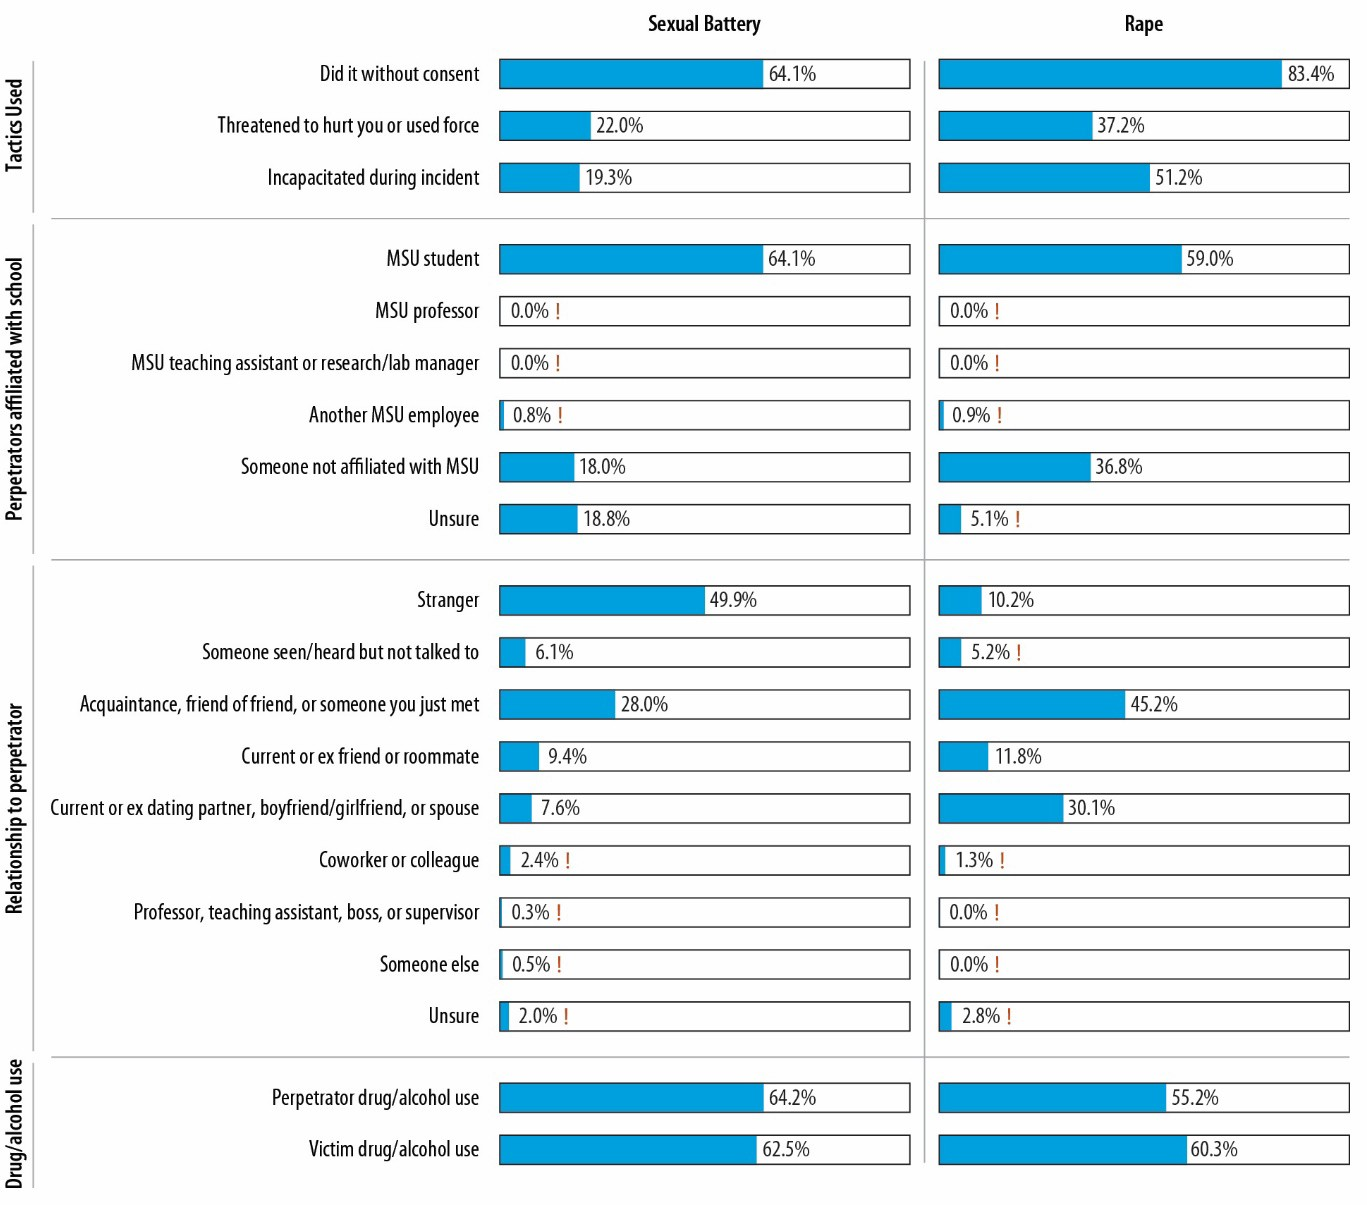 Sexual Battery Rape
Tactics Used
Did it without consent 64.1% 83.4%
Threatened to hurt you or used force 22.0% 37.2%
Incapacitated during incident 19.3% 51.2%
Perpetrators affiliated with school
MSU student 64.1% 59.0%
MSU professor 0.0% ! 0.0% !
MSU teaching assistant or research/lab manager 0.0% ! 0.0% !
Another MSU employee 0.8% ! 0.9% !
Someone not affiliated with MSU 18.0% 36.8%
Unsure 18.8% 5.1% !
Relationship to perpetrator
Stranger 49.9% 10.2%
Someone seen/heard but not talked to 6.1% 5.2% !
Acquaintance, friend of friend, or someone you just met 28.0% 45.2%
Current or ex friend or roommate 9.4% 11.8%
Current or ex dating partner, boyfriend/girlfriend, or spouse 7.6% 30.1%
Coworker or colleague 2.4% ! 1.3% !
Professor, teaching assistant, boss, or supervisor 0.3% ! 0.0% !
Someone else 0.5% ! 0.0% !
Unsure 2.0% ! 2.8% !
Drug/alcohol use
Perpetrator drug/alcohol use 64.2% 55.2%
Victim drug/alcohol use 62.5% 60.3%